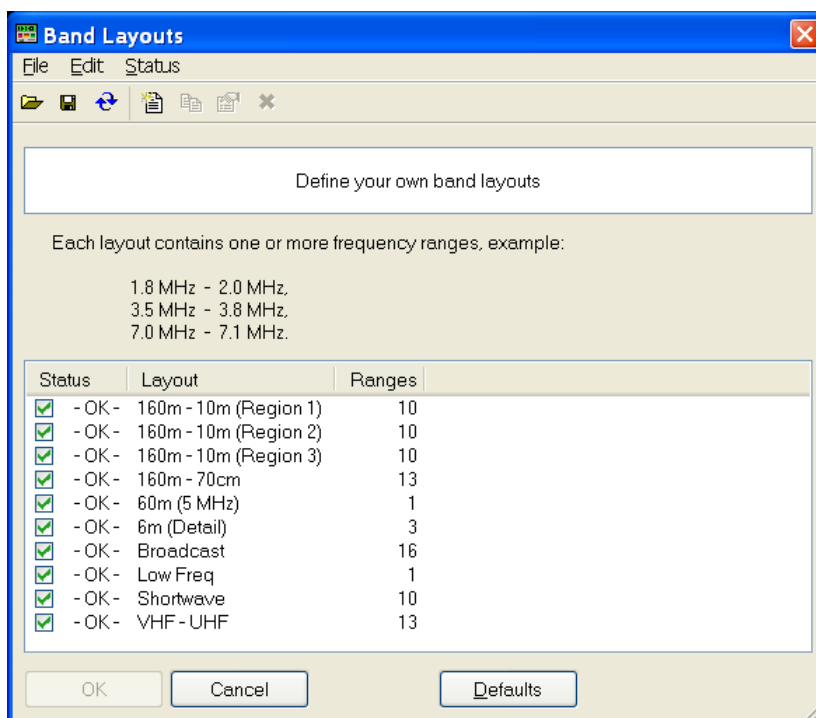 Band Layouts
File Edit Status
Define your own band layouts
Each layout contains one or more frequency ranges, example:
1.8 MHz - 2.0 MHz,
3.5 MHz - 3.8 MHz,
7.0 MHz - 7.1 MHz.
Status Layout Ranges
- OK - 160m - 10m (Region 1) 10
- OK - 160m - 10m (Region 2) 10
- OK - 160m - 10m (Region 3) 10
- OK - 160m - 70cm 13
- OK - 60m (5 MHz) 1
- OK - 6m (Detail) 3
- OK - Broadcast 16
- OK - Low Freq 1
- OK - Shortwave 10
- OK - VHF - UHF 13
OK Cancel Defaults